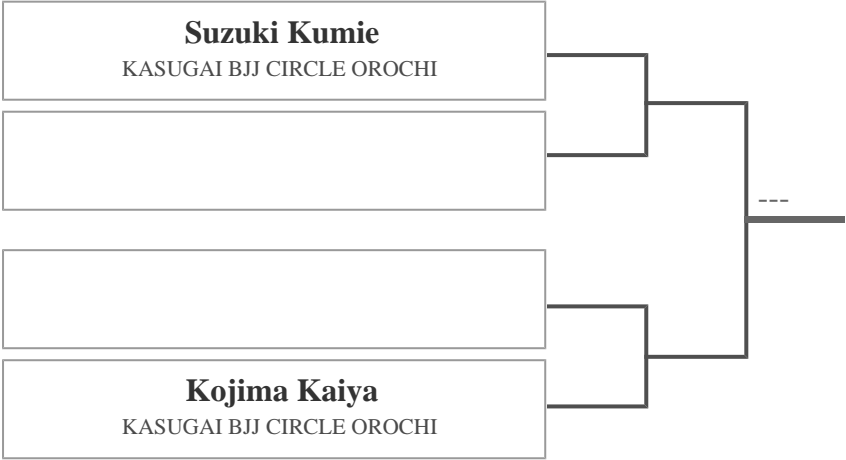 Suzuki Kumie
KASUGAI BJJ CIRCLE OROCHI
---
Kojima Kaiya
KASUGAI BJJ CIRCLE OROCHI